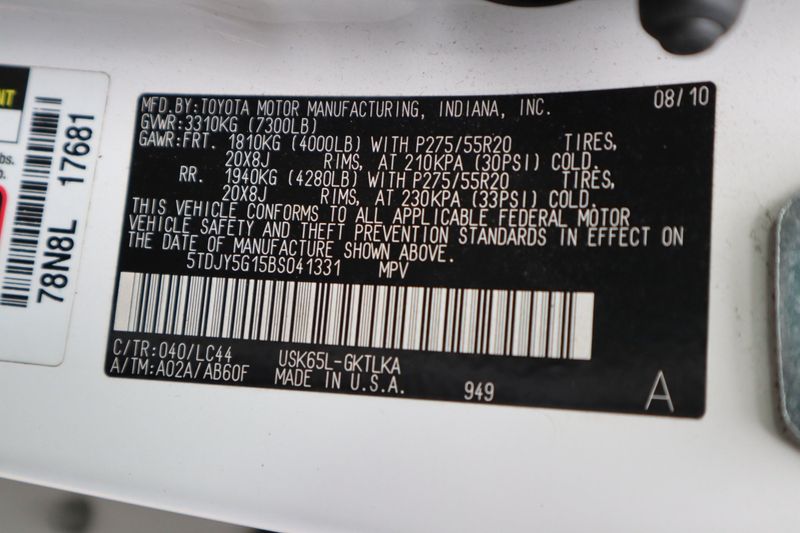 NT
bs.
b.
17681
78N8L
MFD.BY:TOYOTA MOTOR MANUFACTURING, INDIANA, INC. 08/10
GVWR:3310KG (7300LB)
GAWR:FRT. 1810KG (4000LB) WITH P275/55R20 TIRES,
20X8J RIMS, AT 210KPA (30PSI) COLD.
RR. 1940KG (4280LB) WITH P275/55R20 TIRES,
20X8J RIMS, AT 230KPA (33PSI) COLD.
THIS VEHICLE CONFORMS TO ALL APPLICABLE FEDERAL MOTOR
VEHICLE SAFETY AND THEFT PREVENTION STANDARDS IN EFFECT ON
THE DATE OF MANUFACTURE SHOWN ABOVE.
5TDJY5G15BS041331 MPV
C/TR:040/LC44 USK65L-GKTLKA
A/TM:A02A/AB60F MADE IN U.S.A. 949 A